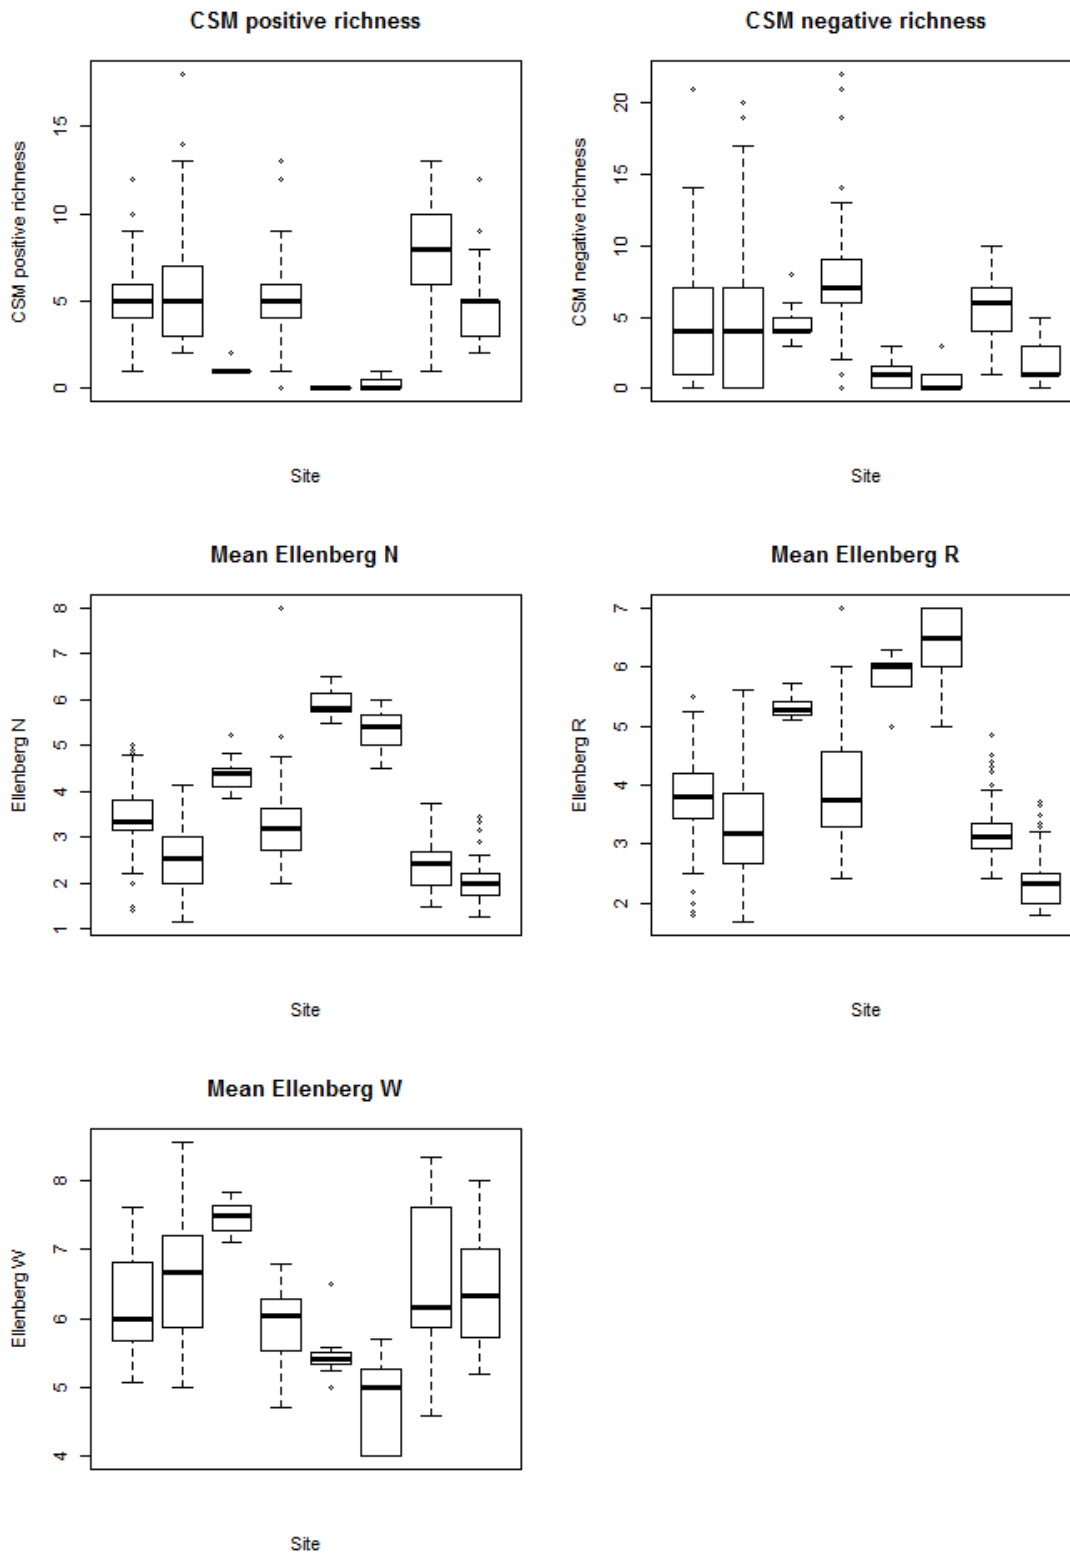 CSM positive richness
CSM positive richness
15
10
5
0
Site
CSM negative richness
CSM negative richness
20
15
10
5
0
Site
Mean Ellenberg N
Ellenberg N
8
7
6
5
4
3
2
1
Site
Mean Ellenberg R
Ellenberg R
7
6
5
4
3
2
Site
Mean Ellenberg W
Ellenberg W
8
7
6
5
4
Site